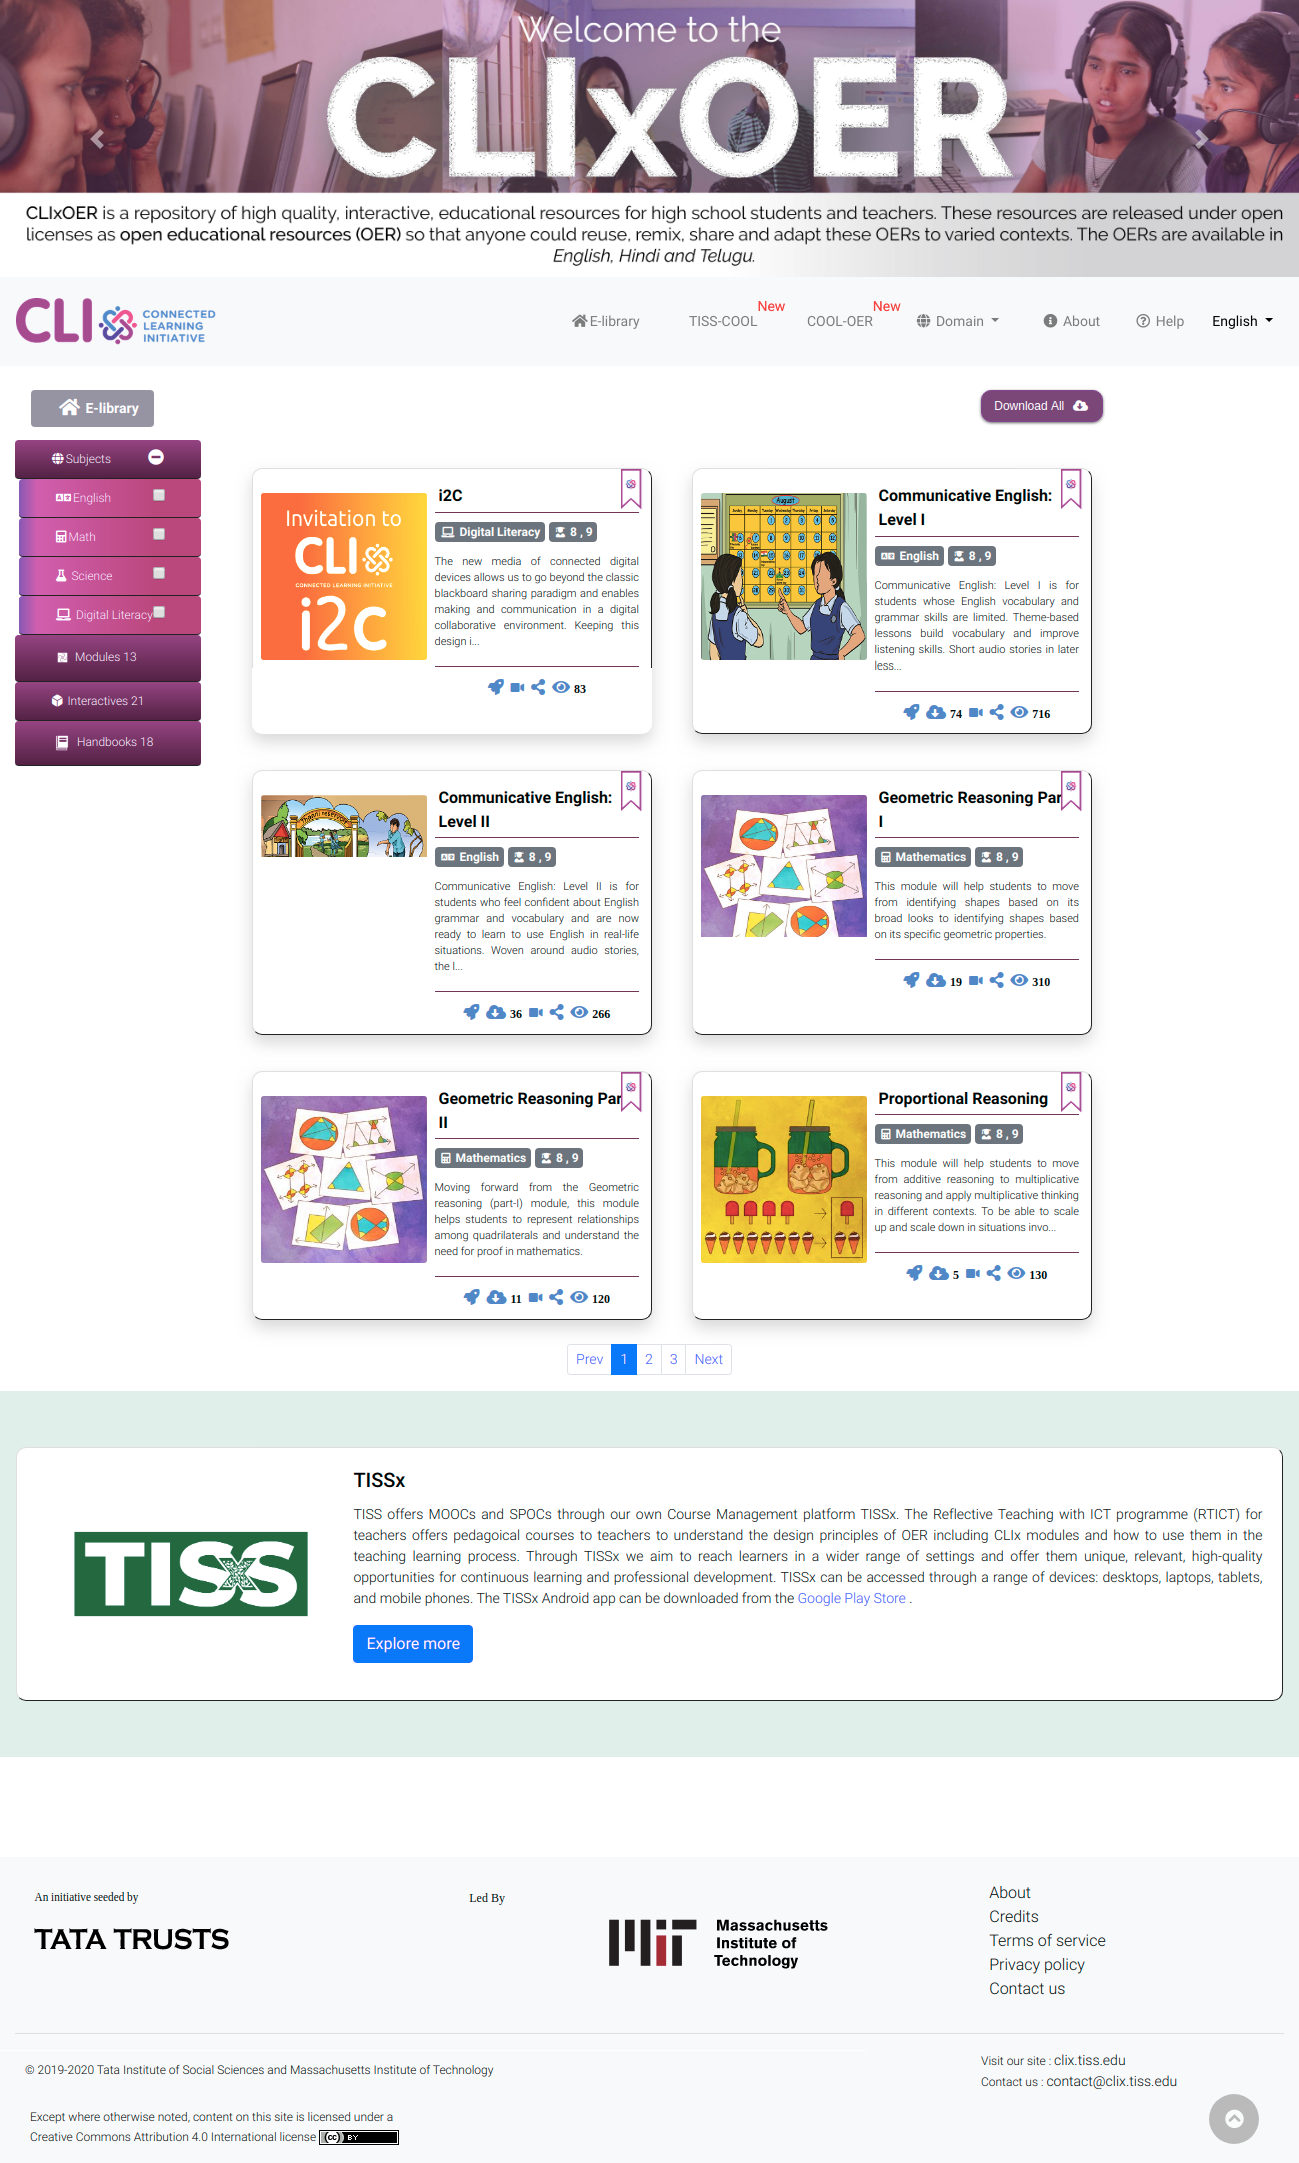 Welcome to the
CLIxOER
CLIxOER is a repository of high quality, interactive, educational resources for high school students and teachers. These resources are released under open
licenses as open educational resources (OER) so that anyone could reuse, remix, share and adapt these OERs to varied contexts. The OERs are available in
English, Hindi and Telugu.
CLI CONNECTED
LEARNING
INITIATIVE
E-library TISS-COOL New COOL-OER New Domain About Help English
E-library
Download All
Subjects
English
Math
Science
Digital Literacy
Modules 13
Interactives 21
Handbooks 18
Invitation to
CLI
CONNECTED LEARNING INITIATIVE
i2c
i2C
Digital Literacy 8 , 9
The new media of connected digital
devices allows us to go beyond the classic
blackboard sharing paradigm and enables
making and communication in a digital
collaborative environment. Keeping this
design i...
83
August
Communicative English:
Level I
English 8 , 9
Communicative English: Level I is for
students whose English vocabulary and
grammar skills are limited. Theme-based
lessons build vocabulary and improve
listening skills. Short audio stories in later
less...
74 716
Communicative English:
Level II
English 8 , 9
Communicative English: Level II is for
students who feel confident about English
grammar and vocabulary and are now
ready to learn to use English in real-life
situations. Woven around audio stories,
the l...
36 266
Geometric Reasoning Par
I
Mathematics 8 , 9
This module will help students to move
from identifying shapes based on its
broad looks to identifying shapes based
on its specific geometric properties.
19 310
Geometric Reasoning Par
II
Mathematics 8 , 9
Moving forward from the Geometric
reasoning (part-I) module, this module
helps students to represent relationships
among quadrilaterals and understand the
need for proof in mathematics.
11 120
Proportional Reasoning
Mathematics 8 , 9
This module will help students to move
from additive reasoning to multiplicative
reasoning and apply multiplicative thinking
in different contexts. To be able to scale
up and scale down in situations invo...
5 130
Prev 1 2 3 Next
TISSx
TISS
TISS offers MOOCs and SPOCs through our own Course Management platform TISSx. The Reflective Teaching with ICT programme (RTICT) for
teachers offers pedagoical courses to teachers to understand the design principles of OER including CLIx modules and how to use them in the
teaching learning process. Through TISSx we aim to reach learners in a wider range of settings and offer them unique, relevant, high-quality
opportunities for continuous learning and professional development. TISSx can be accessed through a range of devices: desktops, laptops, tablets,
and mobile phones. The TISSx Android app can be downloaded from the Google Play Store .
Explore more
An initiative seeded by
TATA TRUSTS
Led By
Massachusetts
Institute of
Technology
About
Credits
Terms of service
Privacy policy
Contact us
© 2019-2020 Tata Institute of Social Sciences and Massachusetts Institute of Technology
Visit our site : clix.tiss.edu
Contact us : contact@clix.tiss.edu
Except where otherwise noted, content on this site is licensed under a
Creative Commons Attribution 4.0 International license (cc) BY